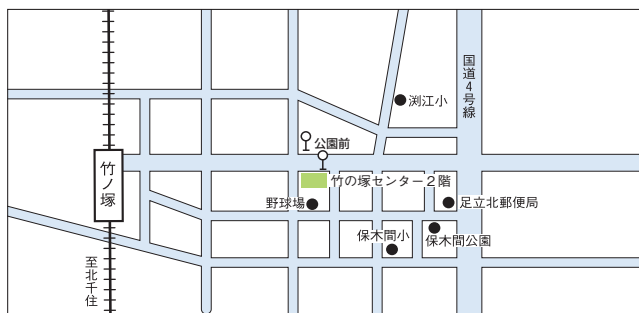 国道4号線
渕江小
公園前
竹ノ塚
竹の塚センター2階
野球場
足立北郵便局
保木間小
保木間公園
至北千住